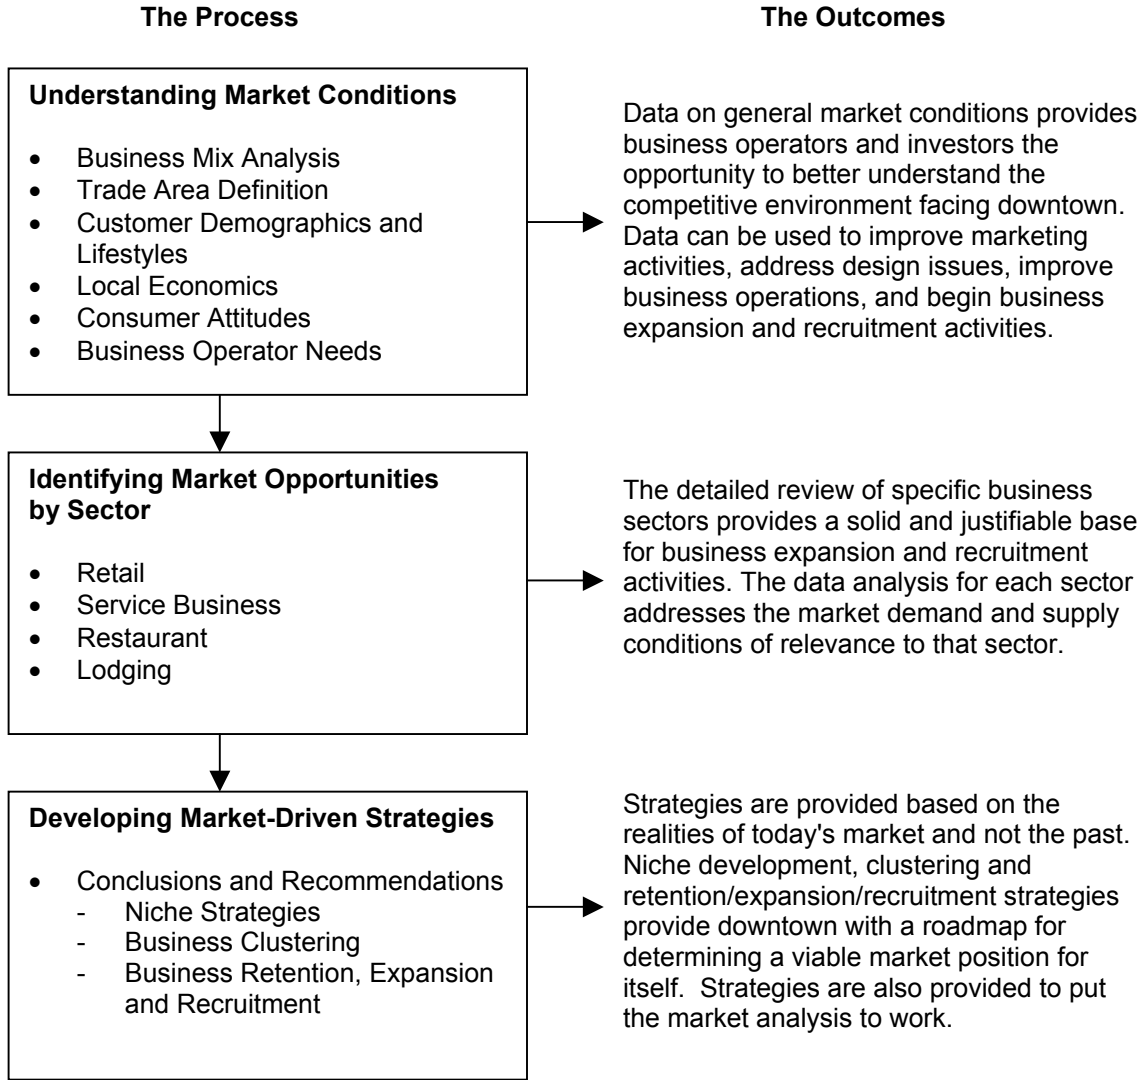 The Process
The Outcomes
Understanding Market Conditions
• Business Mix Analysis
• Trade Area Definition
• Customer Demographics and
Lifestyles
• Local Economics
• Consumer Attitudes
• Business Operator Needs
Data on general market conditions provides
business operators and investors the
opportunity to better understand the
competitive environment facing downtown.
Data can be used to improve marketing
activities, address design issues, improve
business operations, and begin business
expansion and recruitment activities.
Identifying Market Opportunities
by Sector
• Retail
• Service Business
• Restaurant
• Lodging
The detailed review of specific business
sectors provides a solid and justifiable base
for business expansion and recruitment
activities. The data analysis for each sector
addresses the market demand and supply
conditions of relevance to that sector.
Developing Market-Driven Strategies
• Conclusions and Recommendations
- Niche Strategies
- Business Clustering
- Business Retention, Expansion
and Recruitment
Strategies are provided based on the
realities of today's market and not the past.
Niche development, clustering and
retention/expansion/recruitment strategies
provide downtown with a roadmap for
determining a viable market position for
itself.  Strategies are also provided to put
the market analysis to work.